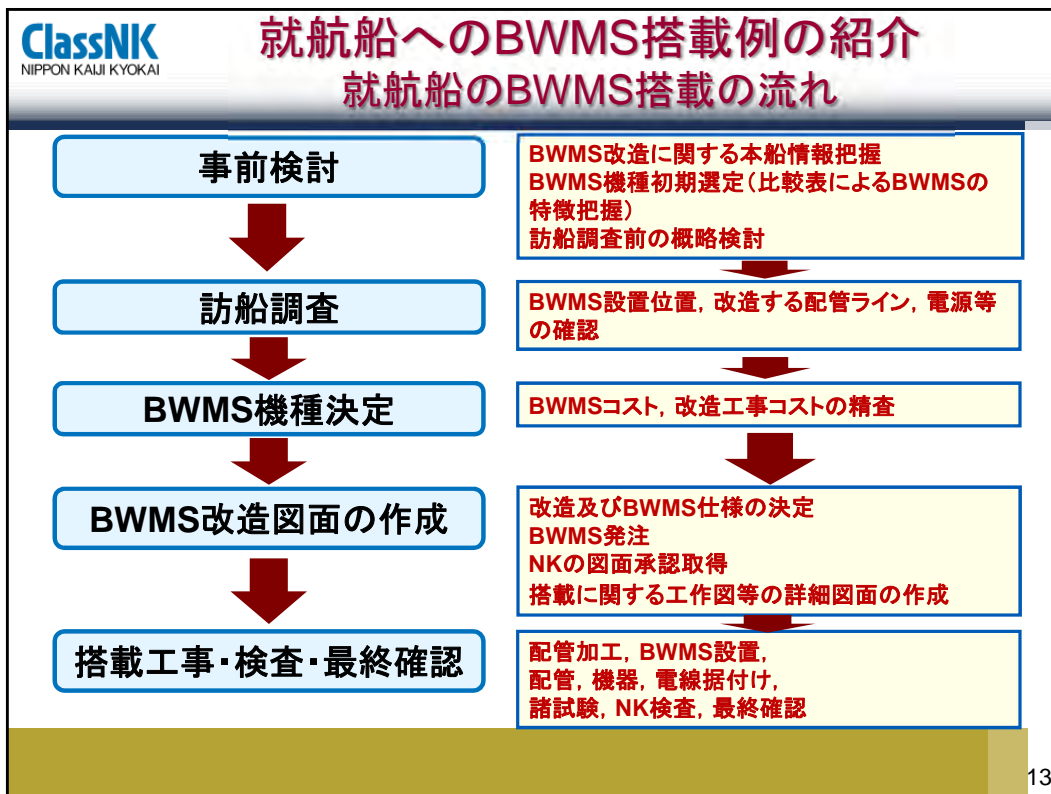 ClassNK
NIPPON KAIJI KYOKAI
就航船へのBWMS搭載例の紹介
就航船のBWMS搭載の流れ
事前検討
BWMS改造に関する本船情報把握
BWMS機種初期選定(比較表によるBWMSの
特徴把握)
訪船調査前の概略検討
訪船調査
BWMS設置位置，改造する配管ライン，電源等
の確認
BWMS機種決定
BWMSコスト，改造工事コストの精査
BWMS改造図面の作成
改造及びBWMS仕様の決定
BWMS発注
NKの図面承認取得
搭載に関する工作図等の詳細図面の作成
搭載工事・検査・最終確認
配管加工，BWMS設置，
配管，機器，電線据付け，
諸試験，NK検査，最終確認
13